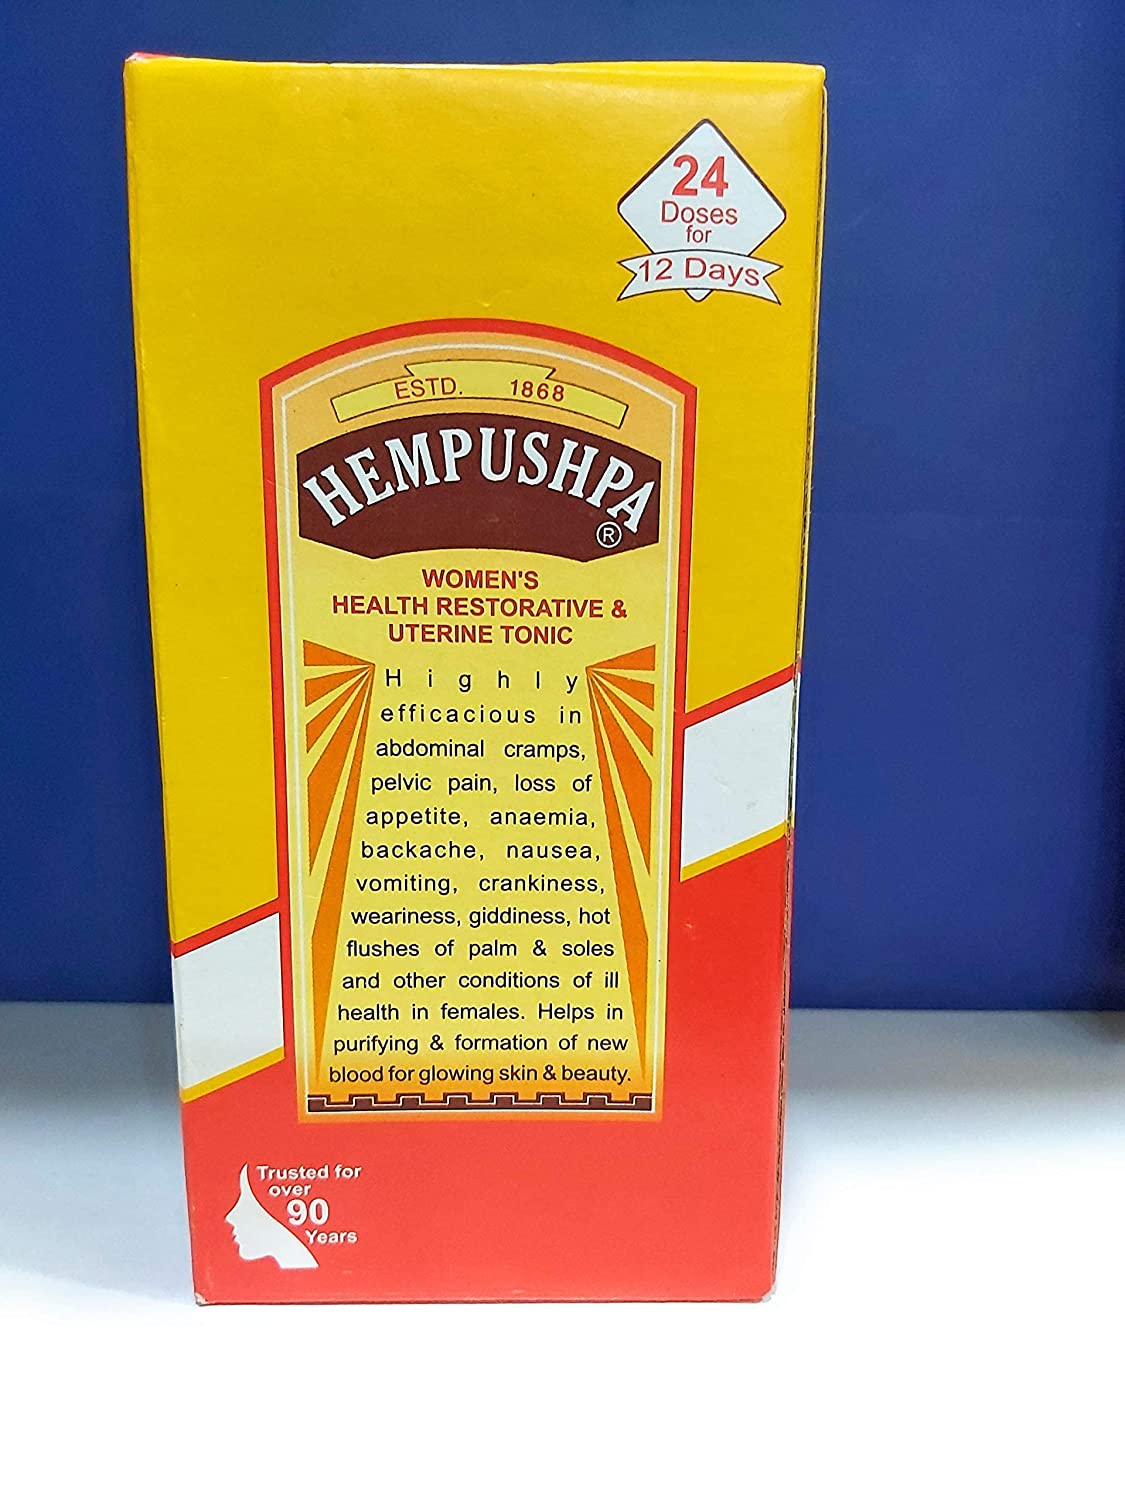 24
Doses
for
12 Days
ESTD. 1868
HEMPUSHPA
®
WOMEN'S
HEALTH RESTORATIVE &
UTERINE TONIC
Highly
efficacious in
abdominal cramps,
pelvic pain, loss of
appetite, anaemia,
backache, nausea,
vomiting, crankiness,
weariness, giddiness, hot
flushes of palm & soles
and other conditions of ill
health in females. Helps in
purifying & formation of new
blood for glowing skin & beauty.
Trusted for
over
90
Years